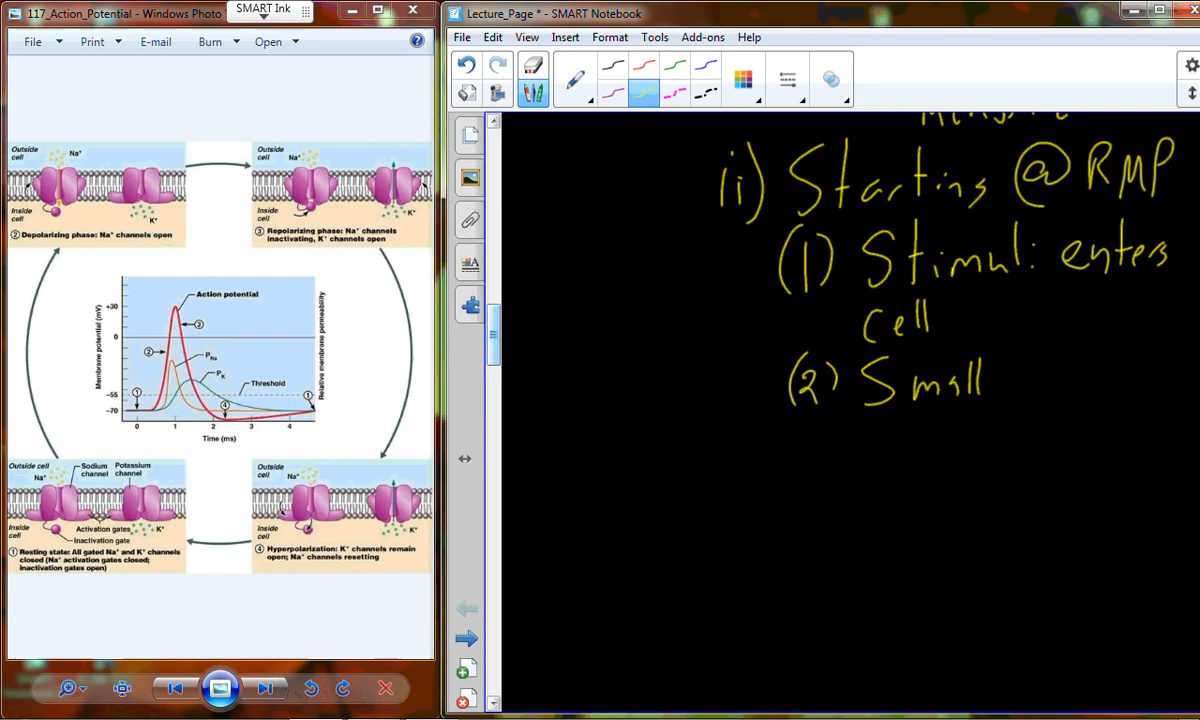 117_Action_Potential - Windows Photo
SMART Ink
File
Print
E-mail
Burn
Open
Outside
cell
Na+
Inside
cell
K+
② Depolarizing phase: Na+ channels open
Outside
cell
Na+
Inside
cell
K+
③ Repolarizing phase: Na+ channels
inactivating, K+ channels open
Action potential
Membrane potential (mV)
+30
0
-55
-70
②
③
PNa
PK
Threshold
①
④
①
Relative membrane permeability
0 1 2 3 4
Time (ms)
Outside cell
Na+
Sodium
channel
Potassium
channel
Inside
cell
Activation gates
K+
Inactivation gate
① Resting state: All gated Na+ and K+ channels
closed (Na+ activation gates closed;
inactivation gates open)
Outside
cell
Na+
Inside
cell
K+
④ Hyperpolarization: K+ channels remain
open; Na+ channels resetting
Lecture_Page * - SMART Notebook
File Edit View Insert Format Tools Add-ons Help
ii) Starting @ RMP
(1) Stimuli enters
cell
(2) Small